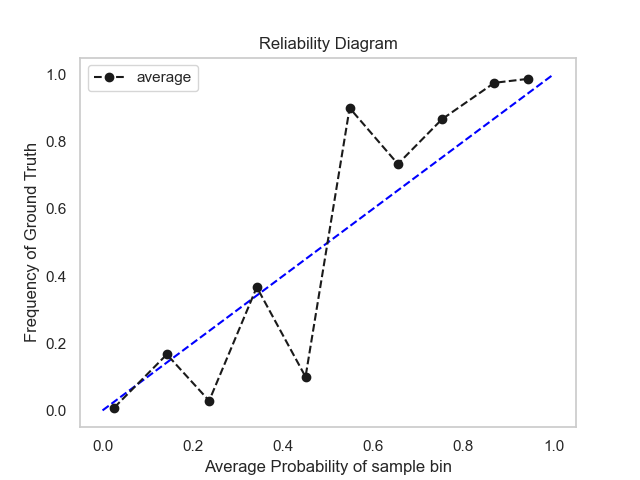 Reliability Diagram
average
Frequency of Ground Truth
1.0
0.8
0.6
0.4
0.2
0.0
0.0 0.2 0.4 0.6 0.8 1.0
Average Probability of sample bin